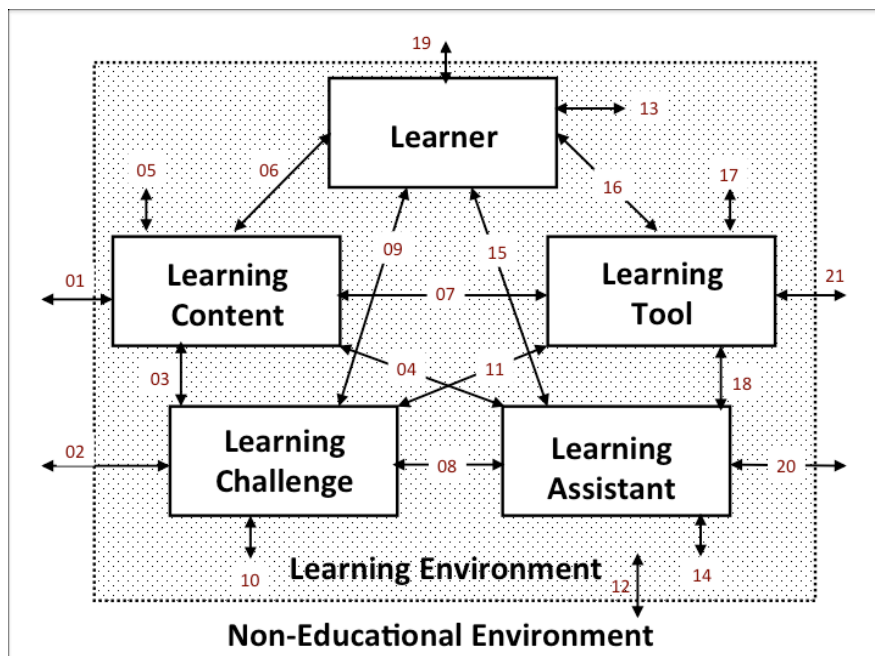 19
Learner
13
05
06
16
17
09
15
Learning
Content
Learning
Tool
01
07
21
03
04
11
18
Learning
Challenge
Learning
Assistant
02
08
20
10
Learning Environment
12
14
Non-Educational Environment